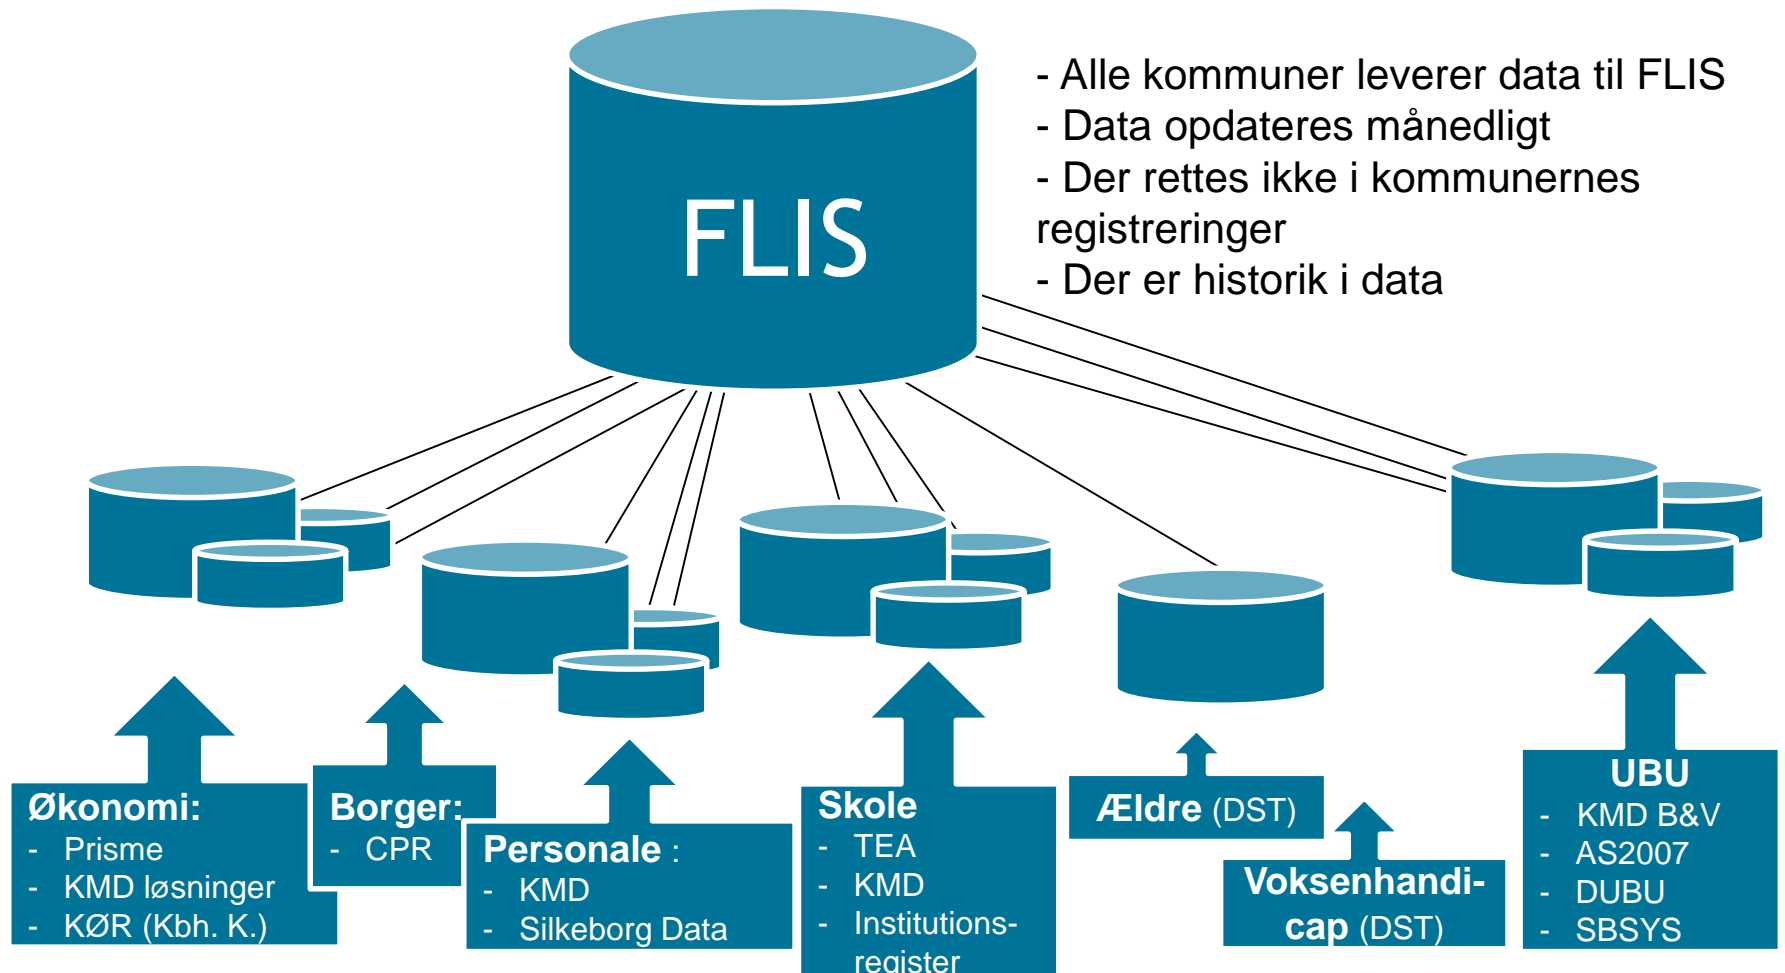 FLIS
- Alle kommuner leverer data til FLIS
- Data opdateres månedligt
- Der rettes ikke i kommunernes
registreringer
- Der er historik i data
Økonomi:
- Prisme
- KMD løsninger
- KØR (Kbh. K.)
Borger:
- CPR
Personale :
- KMD
- Silkeborg Data
Skole
- TEA
- KMD
- Institutions-
register
Ældre (DST)
Voksenhandi-
cap (DST)
UBU
- KMD B&V
- AS2007
- DUBU
- SBSYS